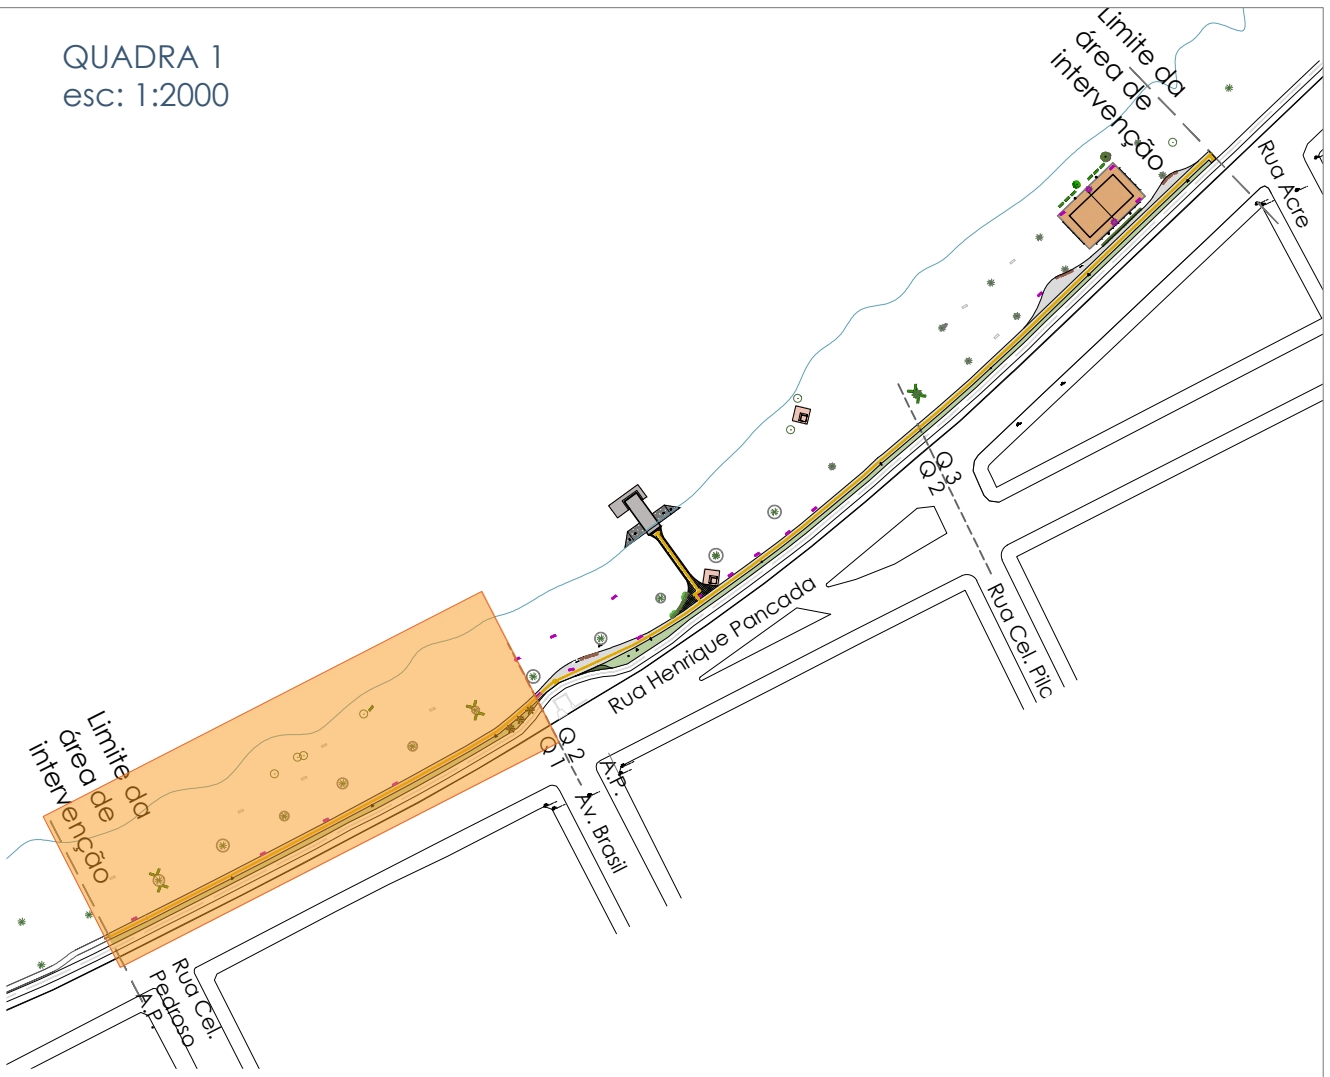 QUADRA 1
esc: 1:2000
Limite da
área de
intervenção
Rua Acre
Q 3
Q 2
Rua Henrique Pancada
Rua Cel. Pilc
Limite da
área de
intervenção
Q 2
Q 1
A.P.
Av. Brasil
Rua Cel.
Pedroso
A.P.